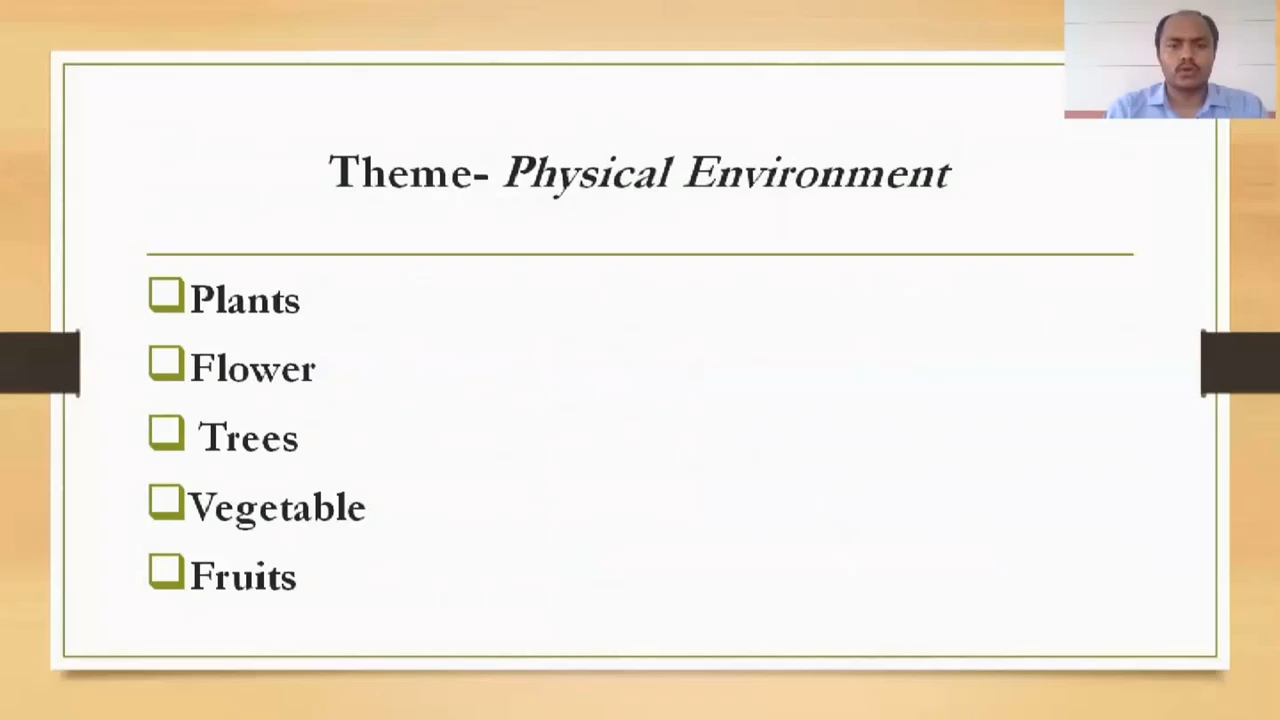 Theme- Physical Environment
Plants
Flower
Trees
Vegetable
Fruits